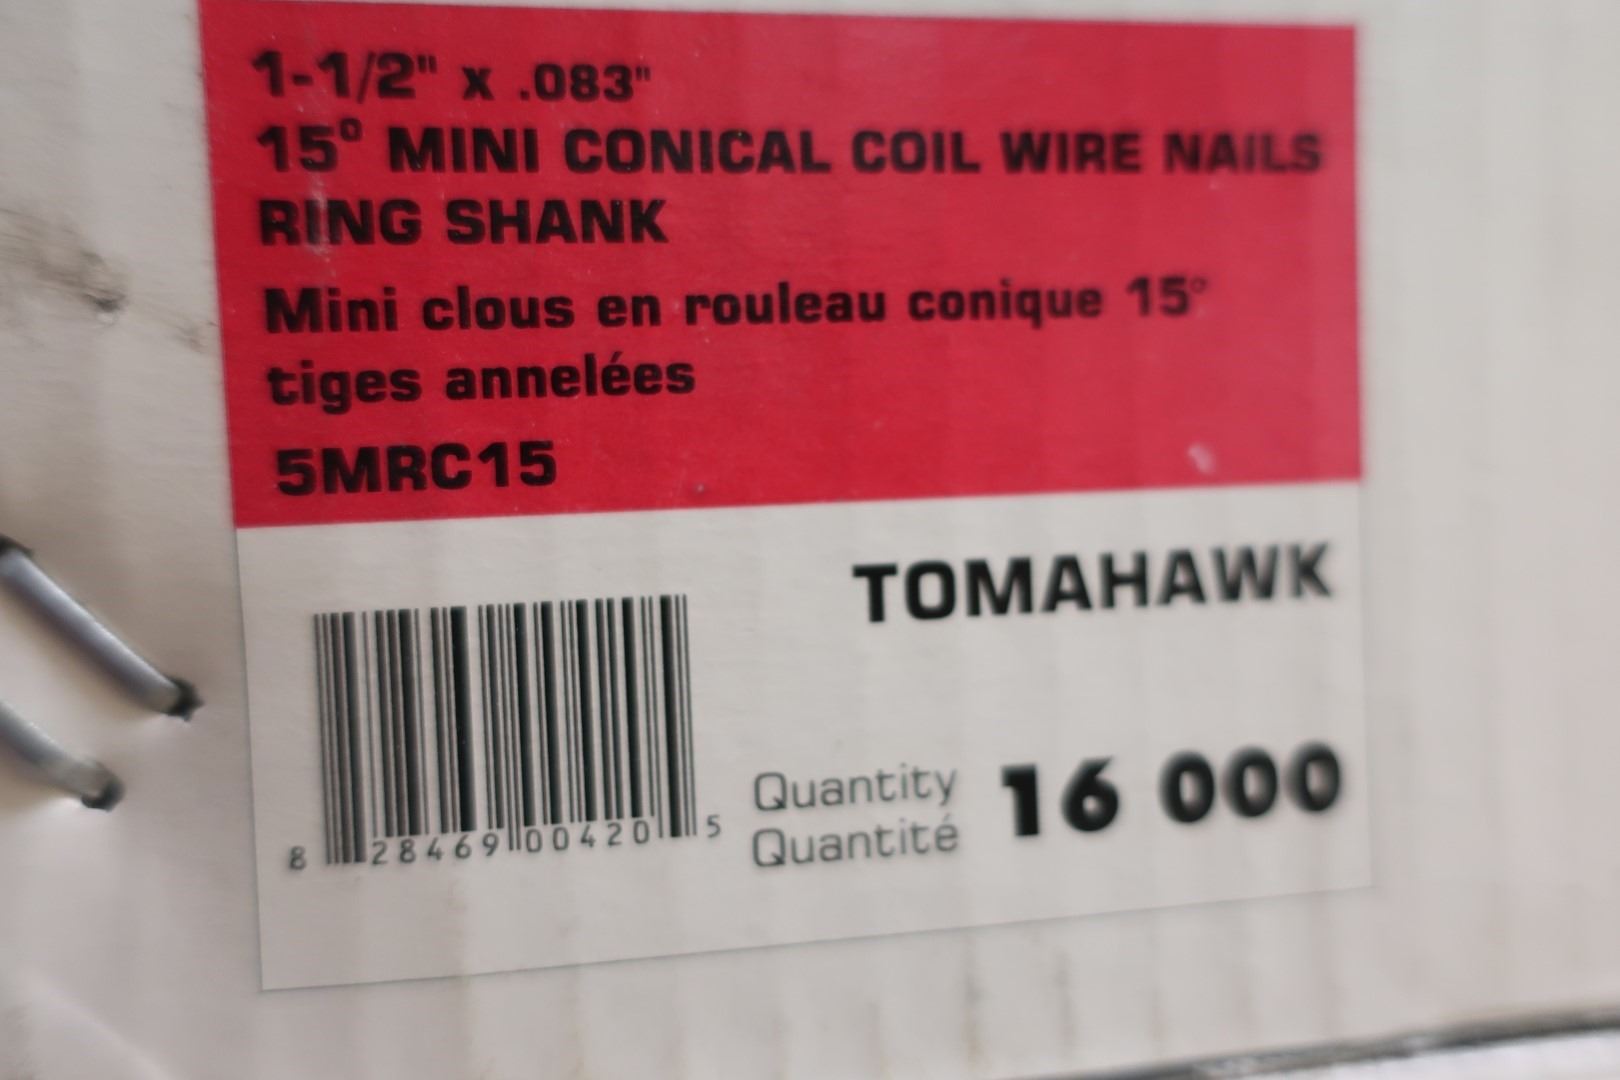 1-1/2" x .083"
15° MINI CONICAL COIL WIRE NAILS
RING SHANK
Mini clous en rouleau conique 15°
tiges annelées
5MRC15
TOMAHAWK
8 28469 00420 5
Quantity
Quantité
16 000